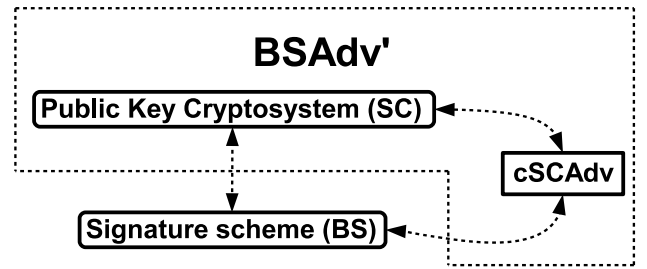 BSAdv'
Public Key Cryptosystem (SC)
cSCAdv
Signature scheme (BS)